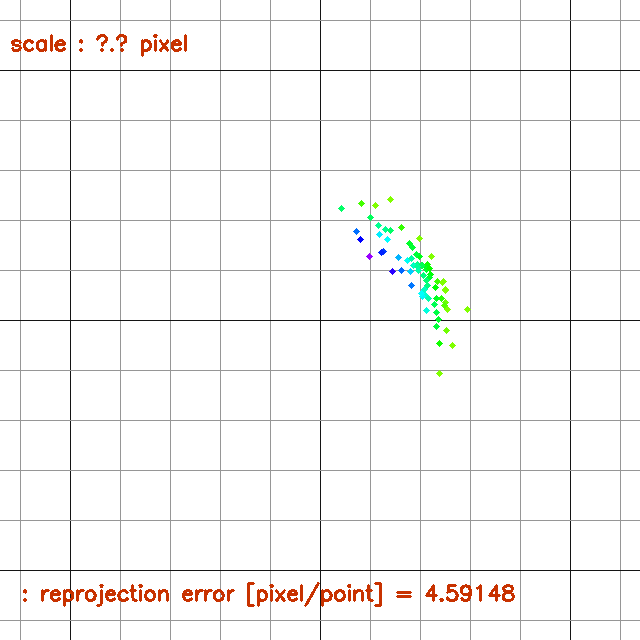 scale : ?.? pixel
: reprojection error [pixel/point] = 4.59148